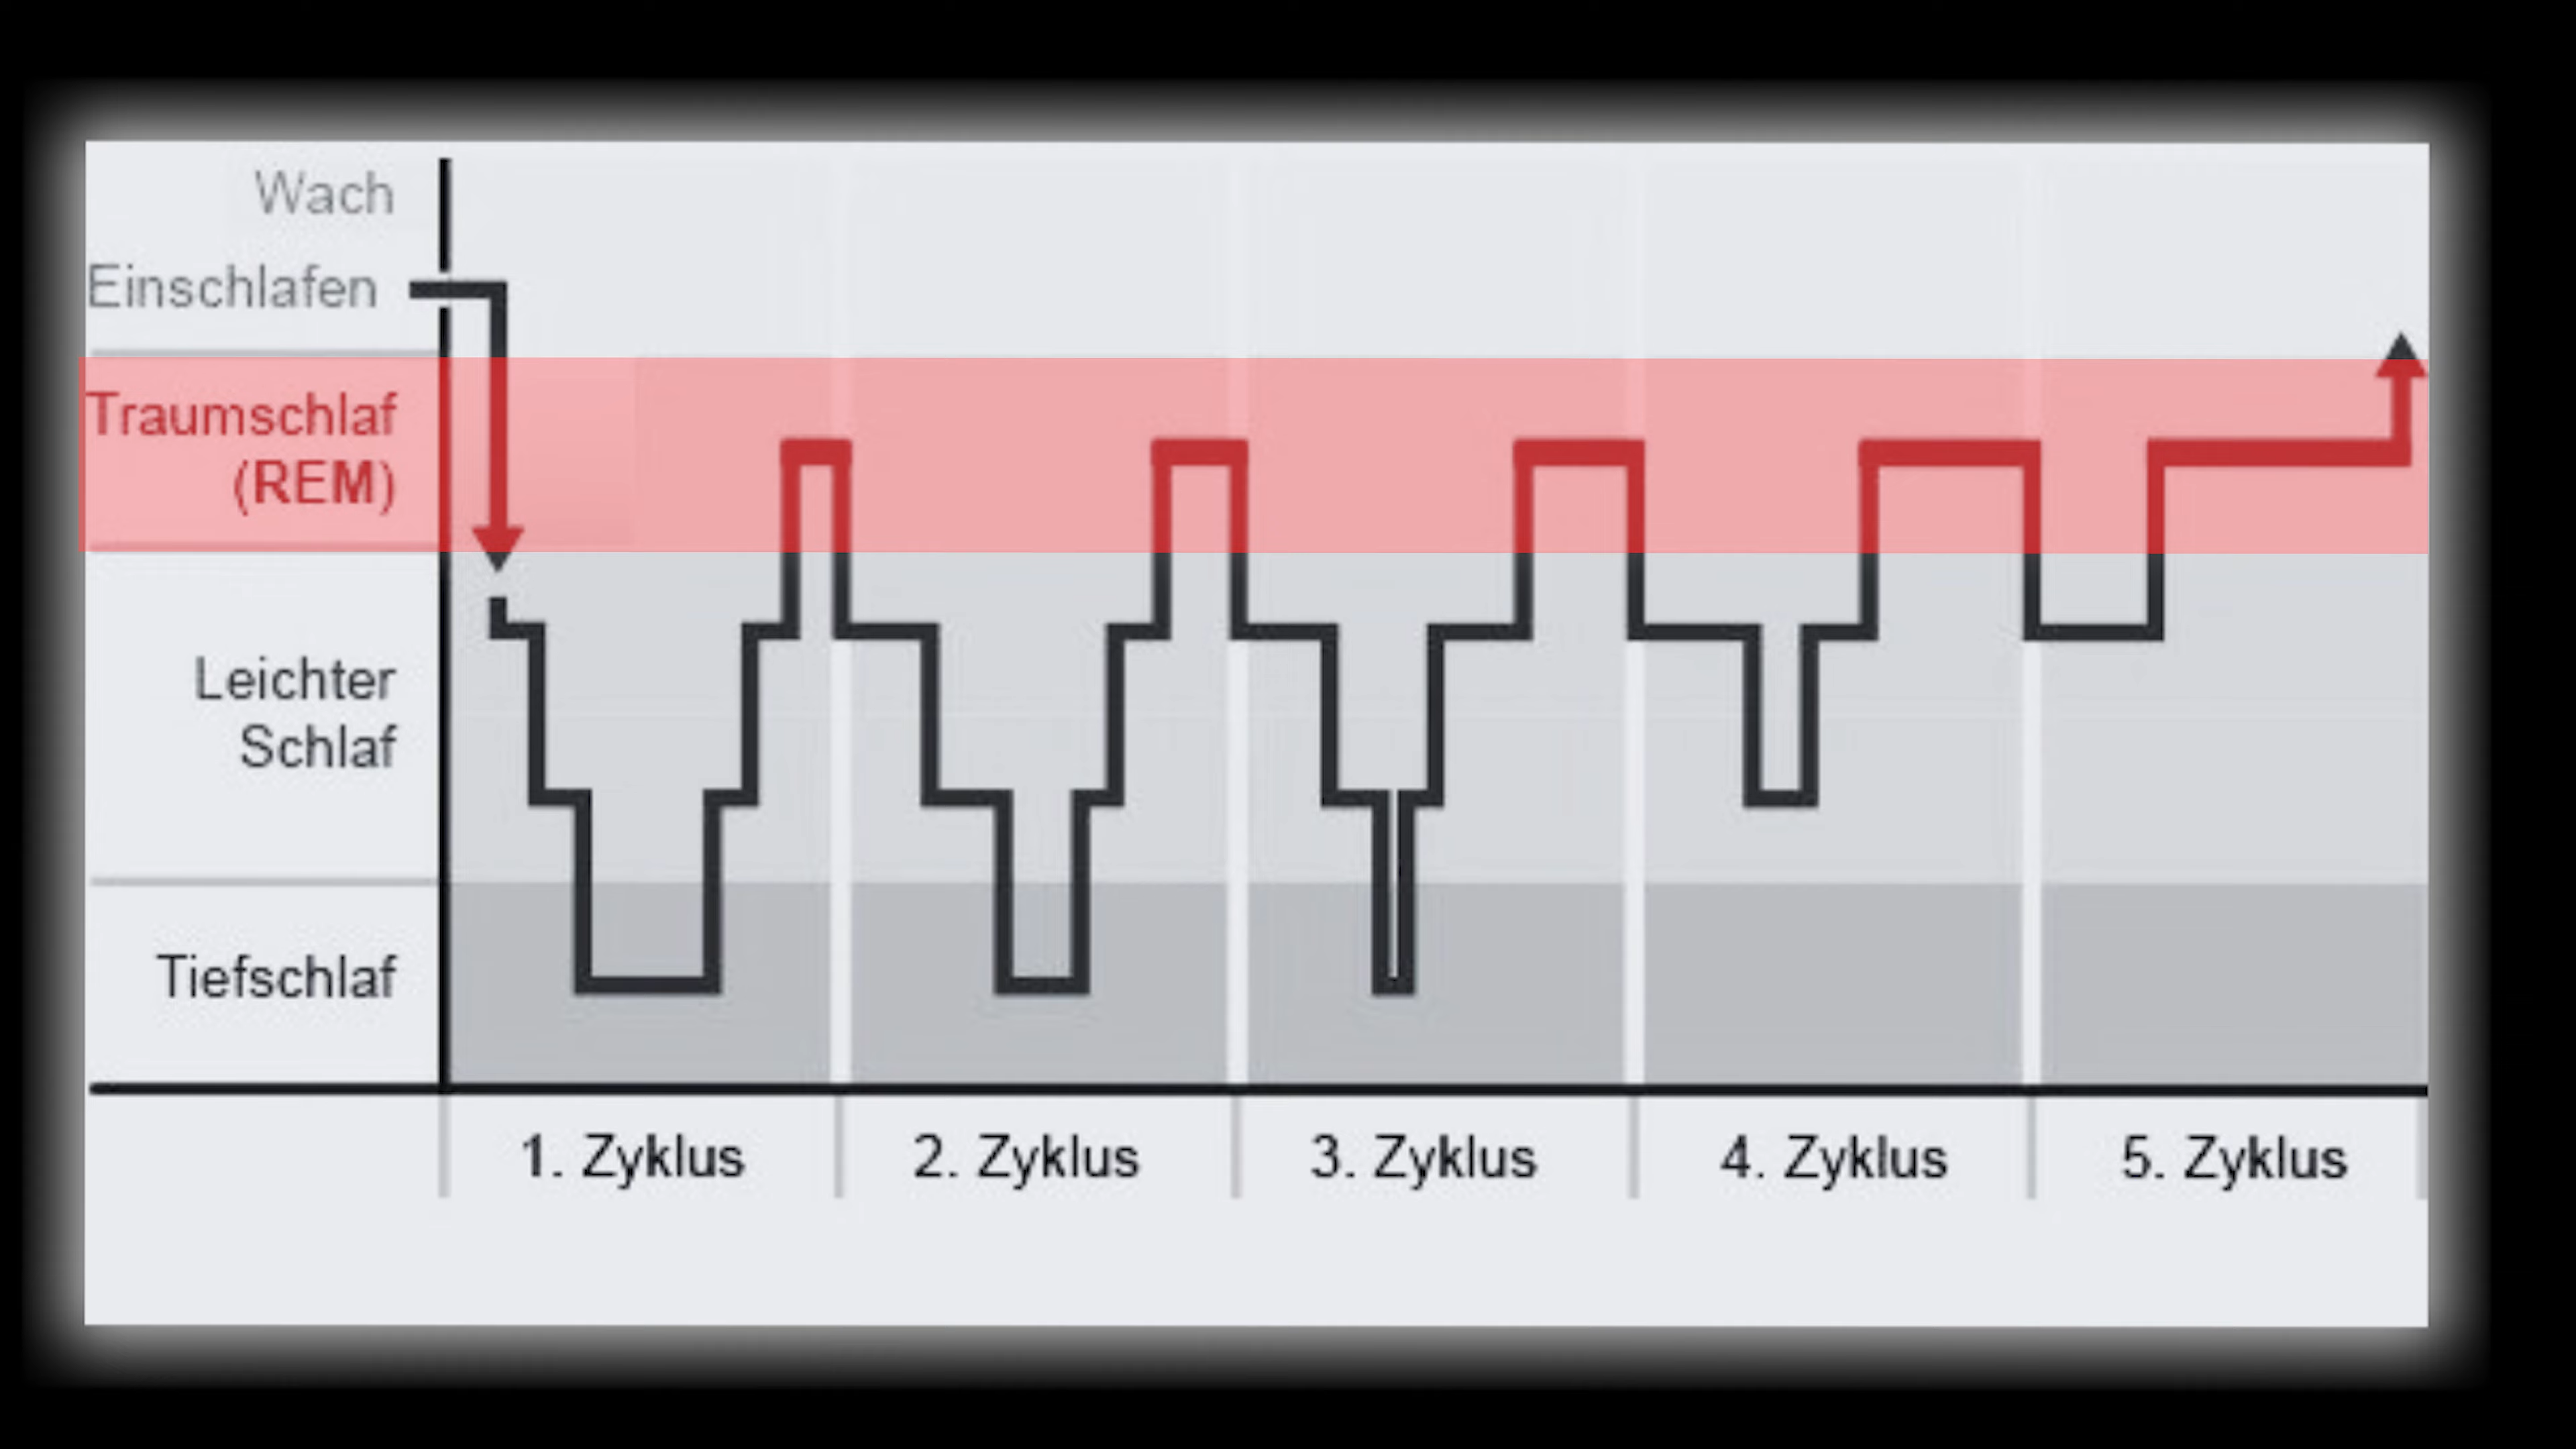 Wach
Einschlafen
Traumschlaf
(REM)
Leichter
Schlaf
Tiefschlaf
1. Zyklus
2. Zyklus
3. Zyklus
4. Zyklus
5. Zyklus